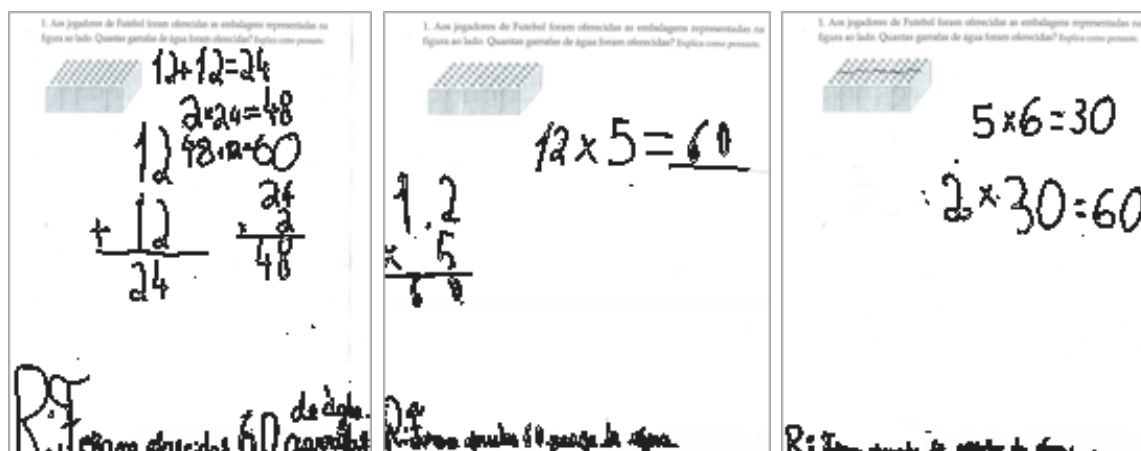 1. Aos jogadores de Futebol foram oferecidas as embalagens representadas na
figura ao lado. Quantas garrafas de água foram oferecidas? Explica como pensaste.
12+12=24
2×24=48
48+12=60
12
+ 12
24
24
× 2
48
R:
foram oferecidas 60 garrafas
de água.
1. Aos jogadores de Futebol foram oferecidas as embalagens representadas na
figura ao lado. Quantas garrafas de água foram oferecidas? Explica como pensaste.
12×5=60
12
× 5
60
R: foram 60 de água
1. Aos jogadores de Futebol foram oferecidas as embalagens representadas na
figura ao lado. Quantas garrafas de água foram oferecidas? Explica como pensaste.
5×6=30
2×30=60
R: